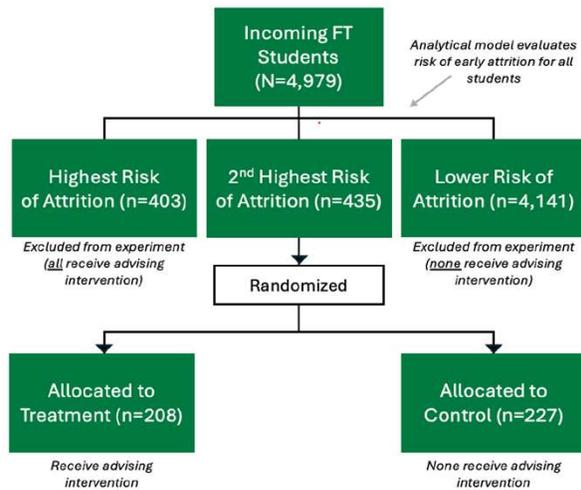 Incoming FT
Students
(N=4,979)
Analytical model evaluates
risk of early attrition for all
students
Highest Risk
of Attrition (n=403)
2nd Highest Risk
of Attrition (n=435)
Lower Risk of
Attrition (n=4,141)
Excluded from experiment
(all receive advising
intervention)
Excluded from experiment
(none receive advising
intervention)
Randomized
Allocated to
Treatment (n=208)
Allocated to
Control (n=227)
Receive advising
intervention
None receive advising
intervention